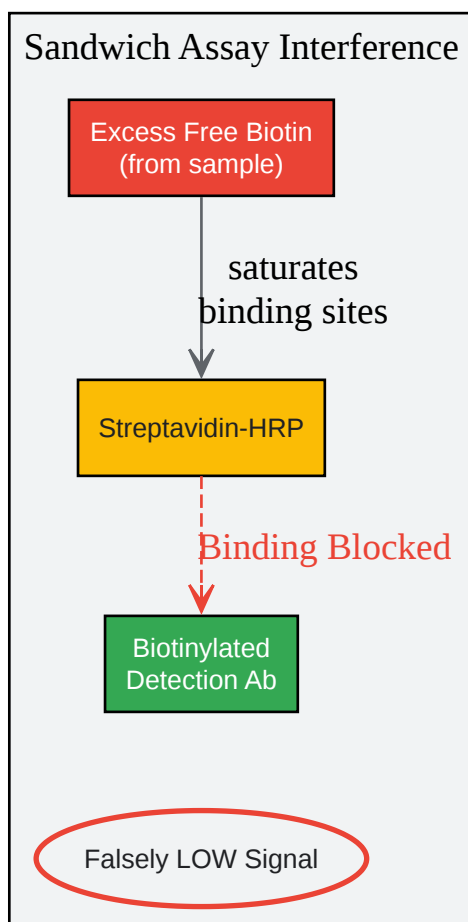 Sandwich Assay Interference
Excess Free Biotin
(from sample)
saturates
binding sites
Streptavidin-HRP
Binding Blocked
Biotinylated
Detection Ab
Falsely LOW Signal